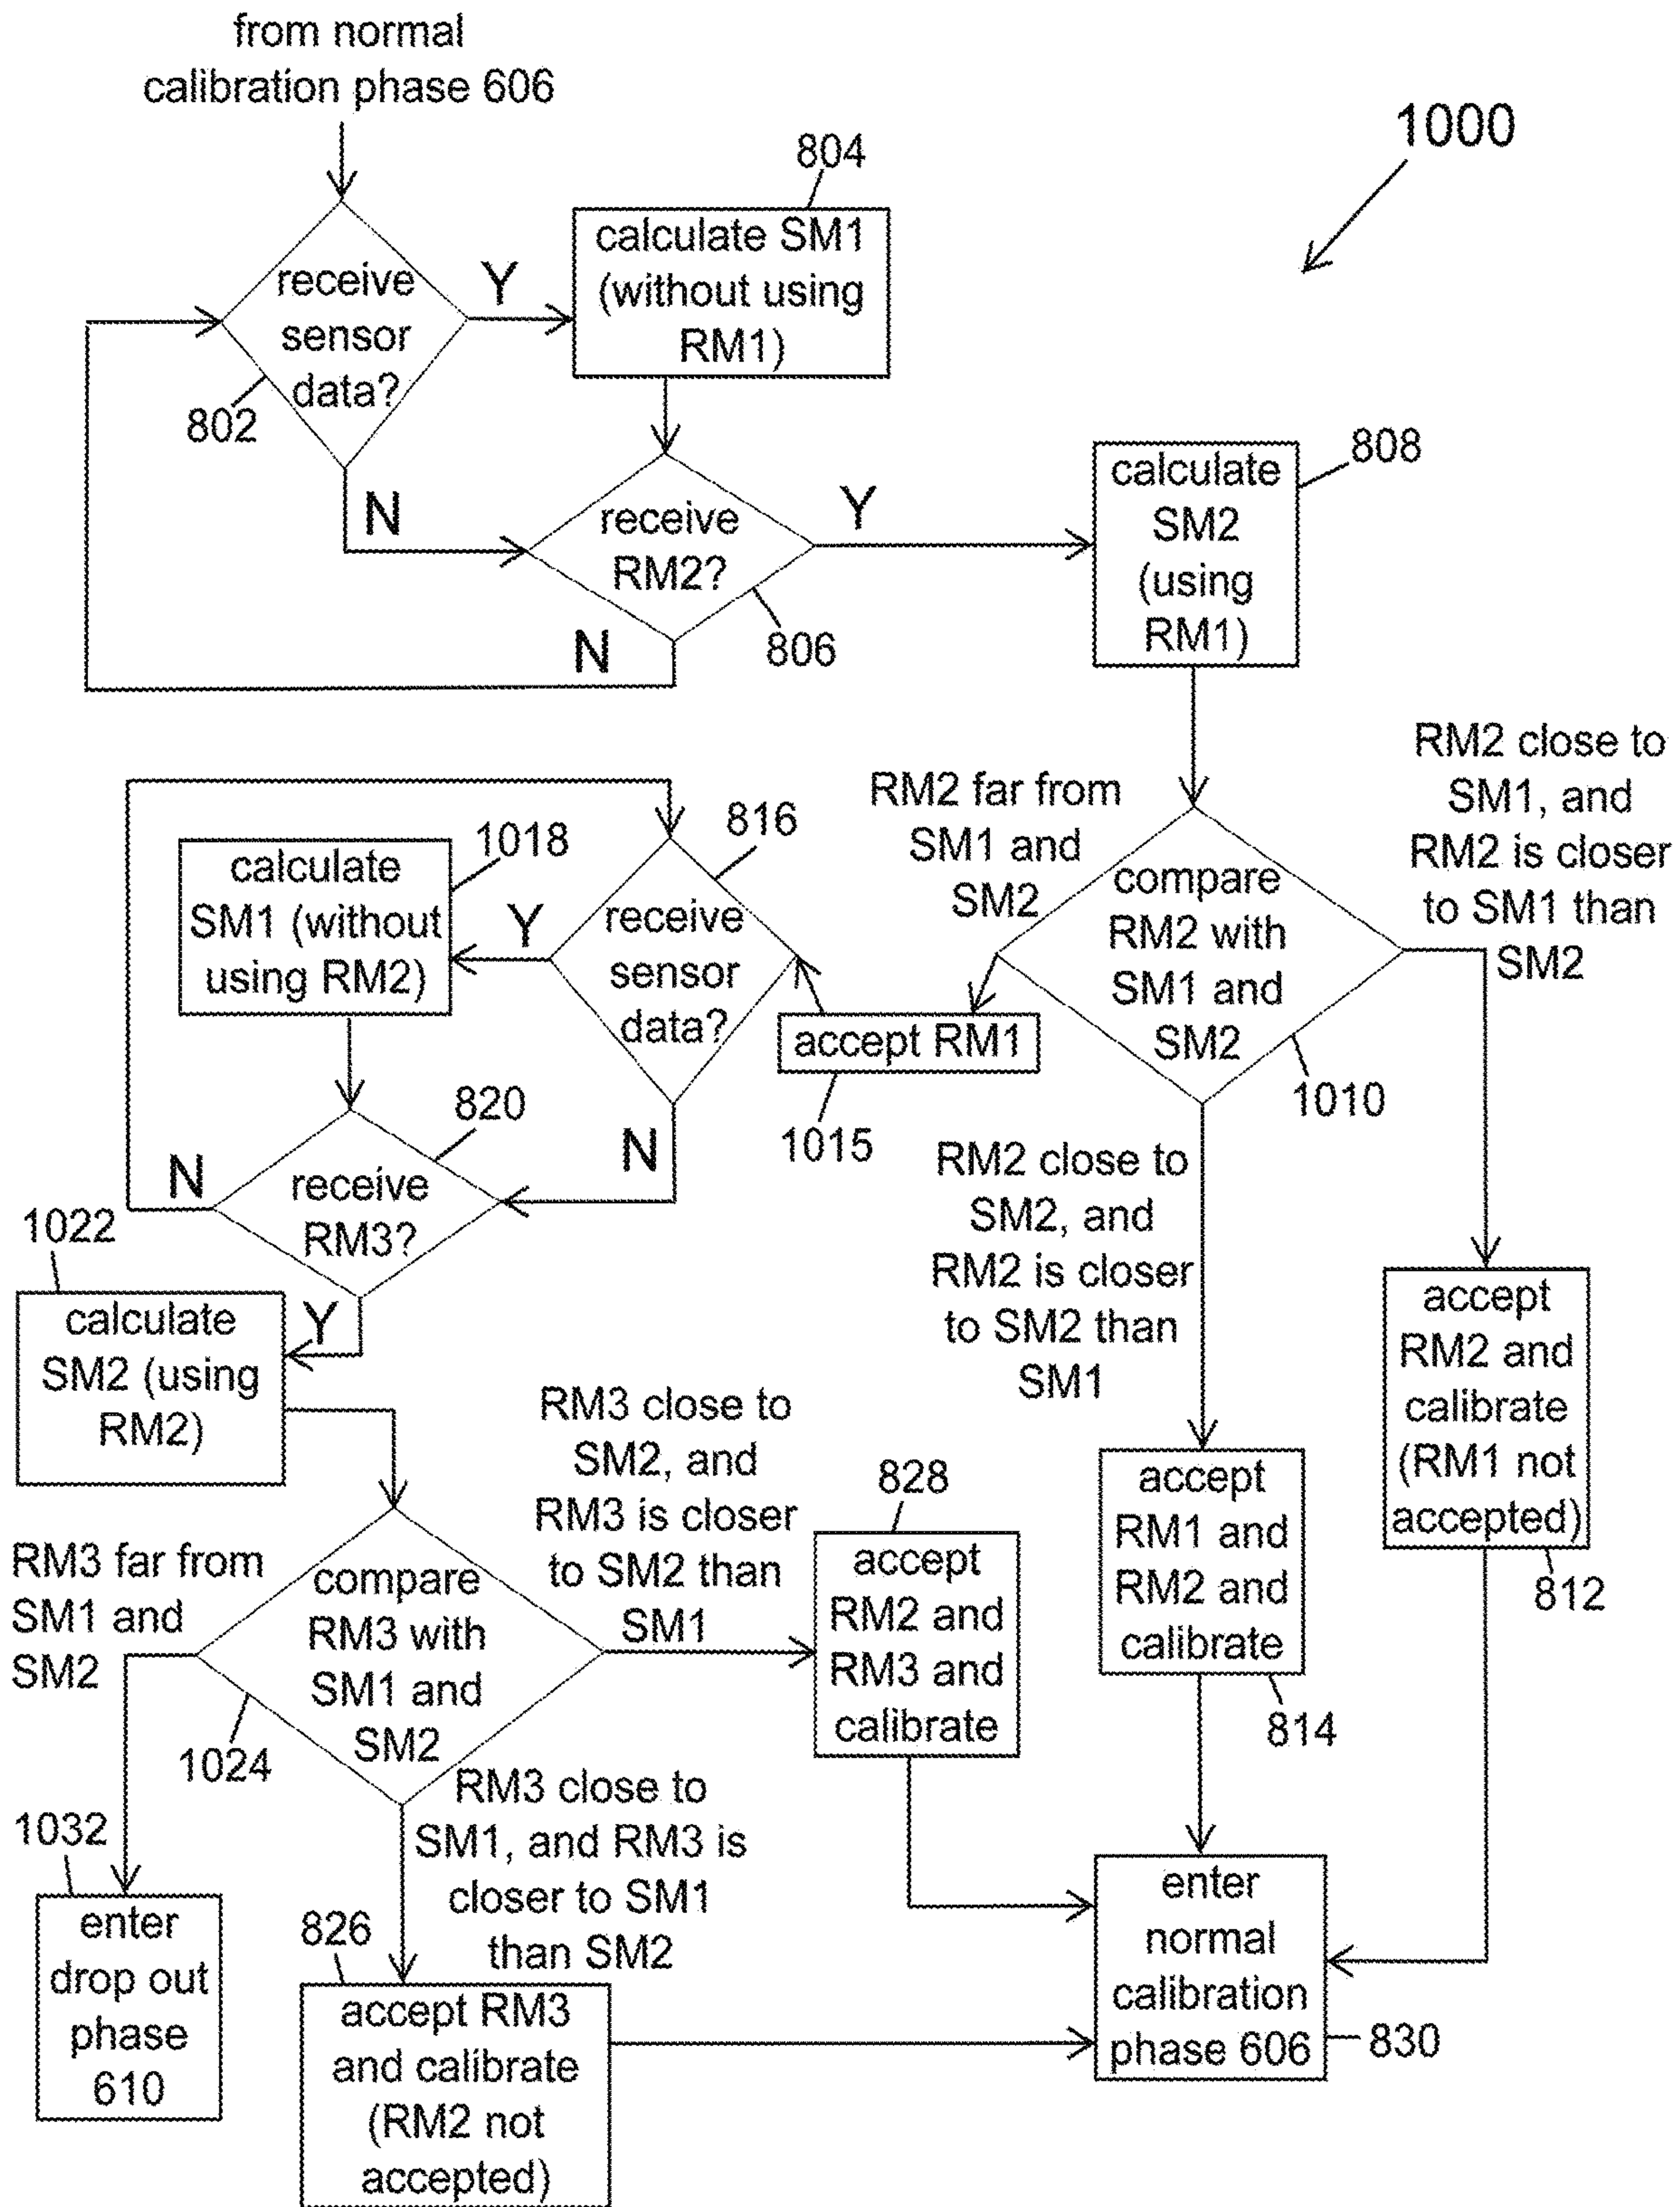 from normal
calibration phase 606
1000
804
calculate SM1
(without using
RM1)
receive
sensor
data?
Y
802
N
receive
RM2?
Y
806
N
808
calculate
SM2
(using
RM1)
RM2 far from
SM1 and
SM2
RM2 close to
SM1, and
RM2 is closer
to SM1 than
SM2
compare
RM2 with
SM1 and
SM2
1010
816
1018
calculate
SM1 (without
using RM2)
Y
receive
sensor
data?
accept RM1
1015
N
820
receive
RM3?
N
Y
1022
calculate
SM2 (using
RM2)
RM2 close to
SM2, and
RM2 is closer
to SM2 than
SM1
accept
RM2 and
calibrate
(RM1 not
accepted)
812
accept
RM1 and
RM2 and
calibrate
814
RM3 close to
SM2, and
RM3 is closer
to SM2 than
SM1
828
accept
RM2 and
RM3 and
calibrate
RM3 far from
SM1 and
SM2
compare
RM3 with
SM1 and
SM2
1024
RM3 close to
SM1, and RM3 is
closer to SM1
than SM2
1032
enter
drop out
phase
610
826
accept RM3
and calibrate
(RM2 not
accepted)
enter
normal
calibration
phase 606
830